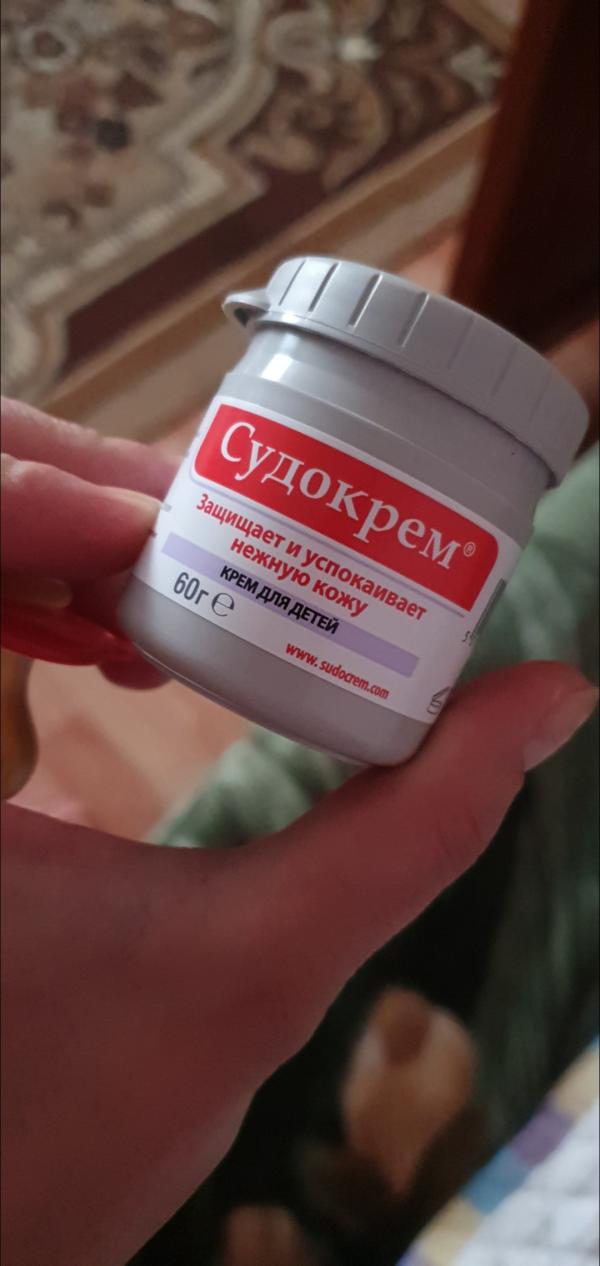 Судокрем®
Защищает и успокаивает
нежную кожу
КРЕМ ДЛЯ ДЕТЕЙ
60г ℮
www.sudocrem.com